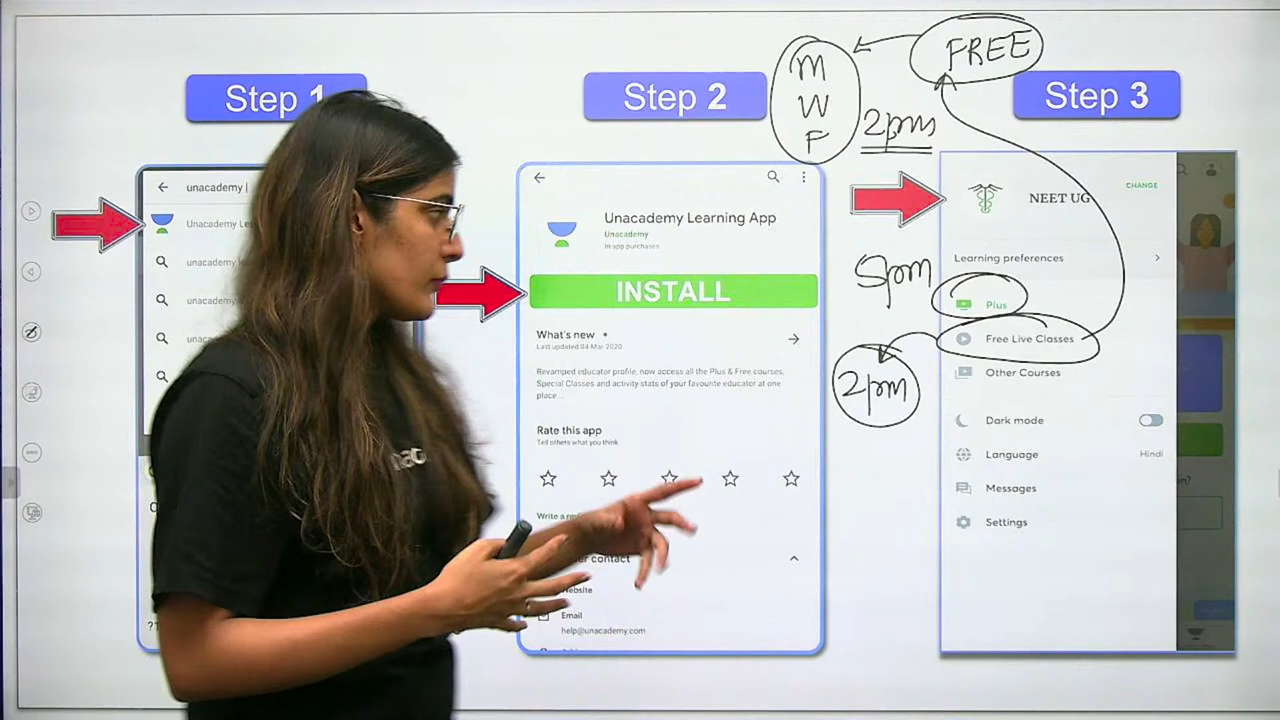 FREE
M
W
F
2pm
Step 1
Step 2
Step 3
unacademy |
Unacademy Le
unacademy
Unacademy Learning App
Unacademy
In-app purchases
INSTALL
What's new •
Last updated 04 Mar 2020
Revamped educator profile, now access all the Plus & Free courses,
Special Classes and activity stats of your favourite educator at one
place...
Rate this app
Tell others what you think
Write a re
contact
Website
Email
help@unacademy.com
NEET UG
CHANGE
Learning preferences
5pm
Plus
Free Live Classes
2pm
Other Courses
Dark mode
Language
Hindi
Messages
Settings